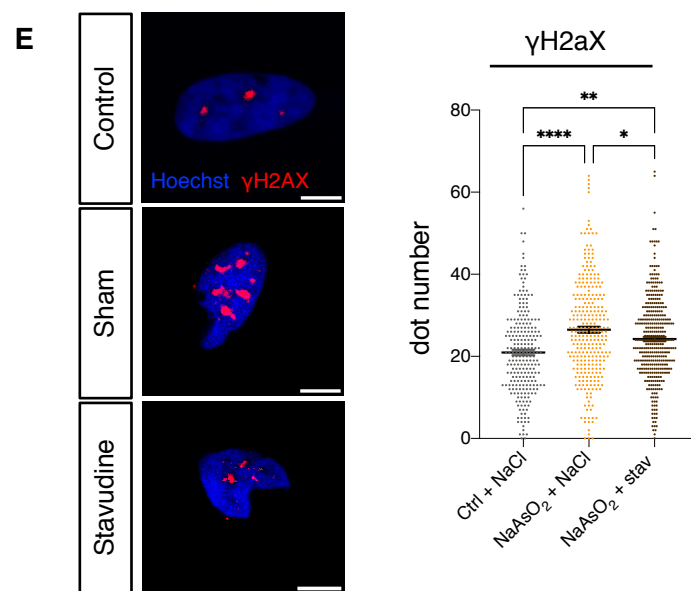 E
Control
Hoechst γH2AX
Sham
Stavudine
γH2aX
**
****
*
80
60
40
20
0
dot number
Ctrl + NaCl
NaAsO₂ + NaCl
NaAsO₂ + stav